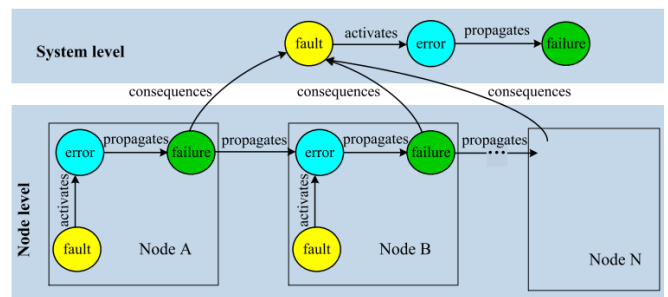 System level
fault
activates
error
propagates
failure
consequences
consequences
consequences
Node level
error
propagates
failure
propagates
error
propagates
failure
propagates
...
activates
activates
fault
Node A
fault
Node B
Node N